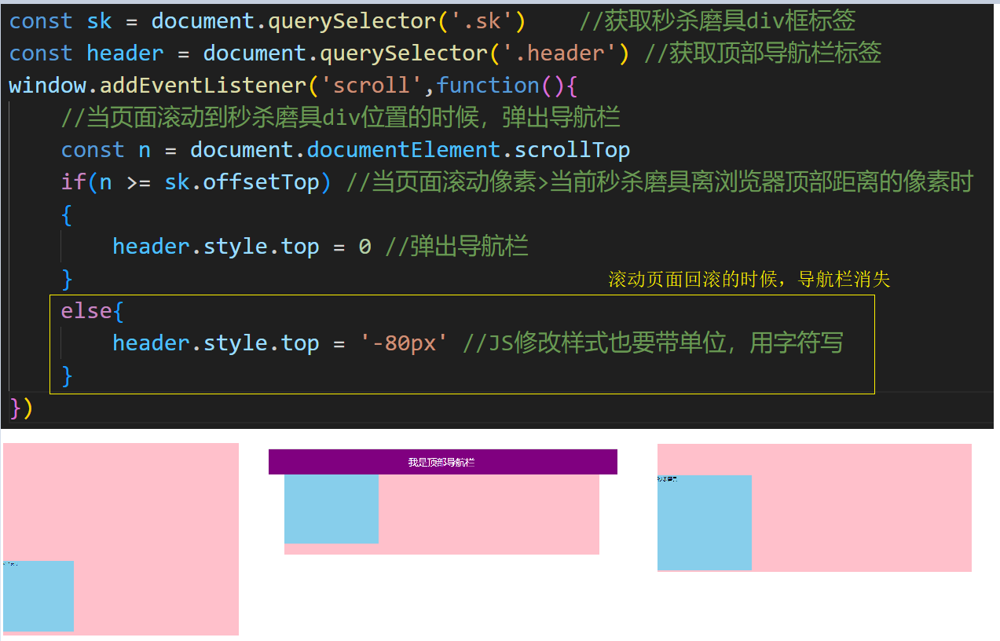 const sk = document.querySelector('.sk') //获取秒杀磨具div框标签
const header = document.querySelector('.header') //获取顶部导航栏标签
window.addEventListener('scroll',function(){
//当页面滚动到秒杀磨具div位置的时候，弹出导航栏
const n = document.documentElement.scrollTop
if(n >= sk.offsetTop) //当页面滚动像素>当前秒杀磨具离浏览器顶部距离的像素时
{
header.style.top = 0 //弹出导航栏
}
滚动页面回滚的时候，导航栏消失
else{
header.style.top = '-80px' //JS修改样式也要带单位，用字符写
}
})
我是顶部导航栏
秒杀磨具